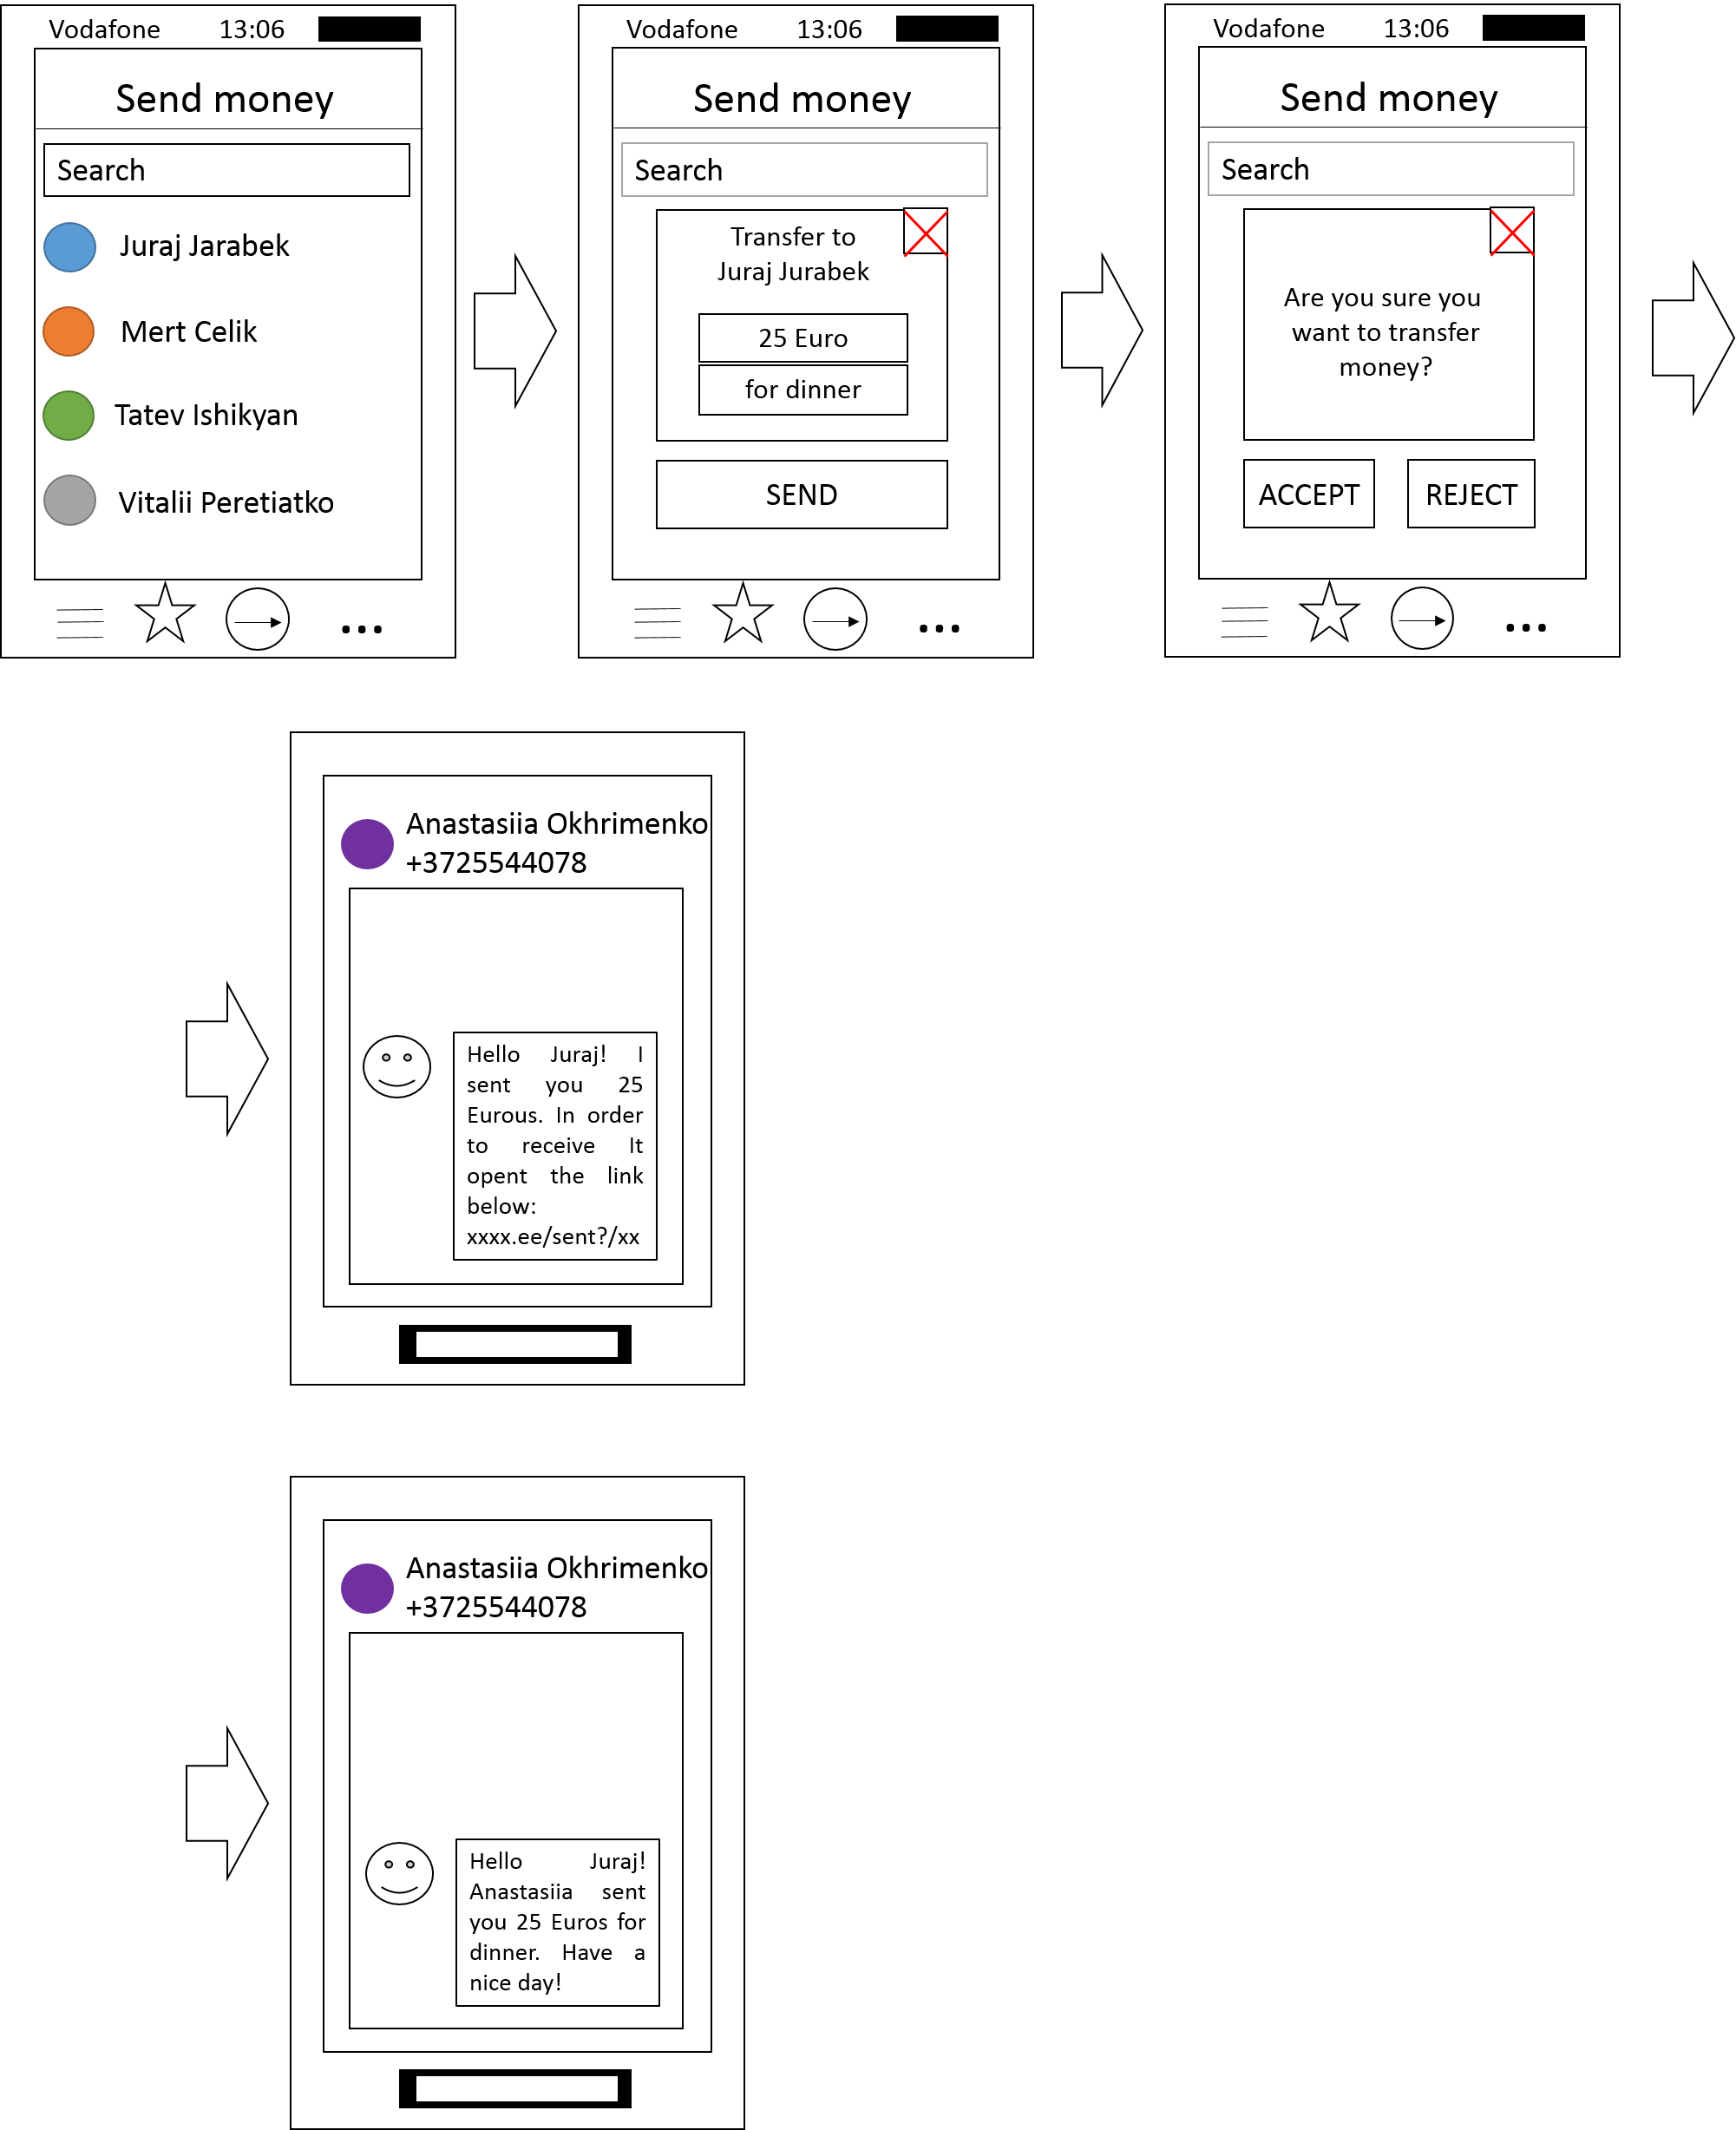 Vodafone 13:06
Send money
Search
Juraj Jarabek
Mert Celik
Tatev Ishikyan
Vitalii Peretiatko
...
Vodafone 13:06
Send money
Search
Transfer to
Juraj Jurabek
25 Euro
for dinner
SEND
...
Vodafone 13:06
Send money
Search
Are you sure you
want to transfer
money?
ACCEPT REJECT
...
Anastasiia Okhrimenko
+3725544078
Hello Juraj! I
sent you 25
Eurous. In order
to receive It
opent the link
below:
xxxx.ee/sent?/xx
Anastasiia Okhrimenko
+3725544078
Hello Juraj!
Anastasiia sent
you 25 Euros for
dinner. Have a
nice day!